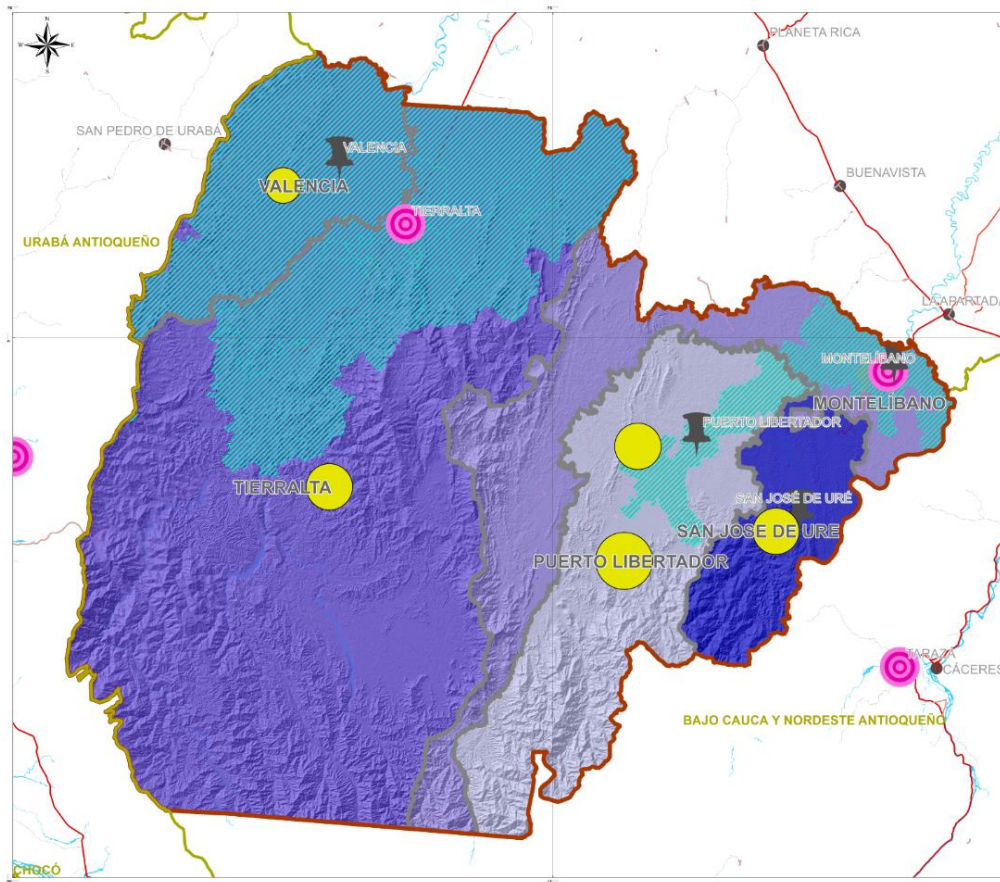 N
W
E
S
PLANETA RICA
SAN PEDRO DE URABÁ
VALENCIA
BUENAVISTA
VALENCIA
TIERRALTA
URABÁ ANTIOQUEÑO
LA APARTADA
MONTELÍBANO
MONTELIBANO
PUERTO LIBERTADOR
TIERRALTA
SAN JOSÉ DE URÉ
SAN JOSE DE URE
PUERTO LIBERTADOR
TARAZÁ
CÁCERES
BAJO CAUCA Y NORDESTE ANTIOQUEÑO
CHOCÓ